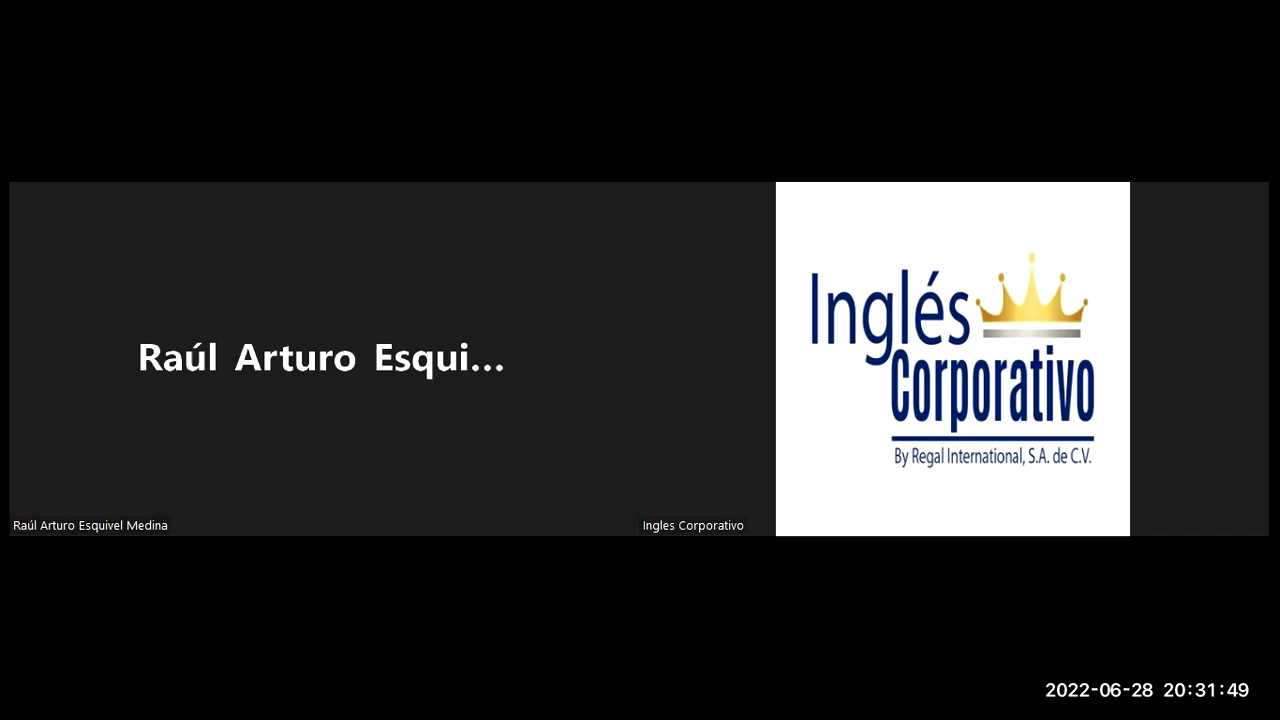 Raúl Arturo Esqui...
Inglés
Corporativo
By Regal International, S.A. de C.V.
Raúl Arturo Esquivel Medina
Ingles Corporativo
2022-06-28 20:31:49